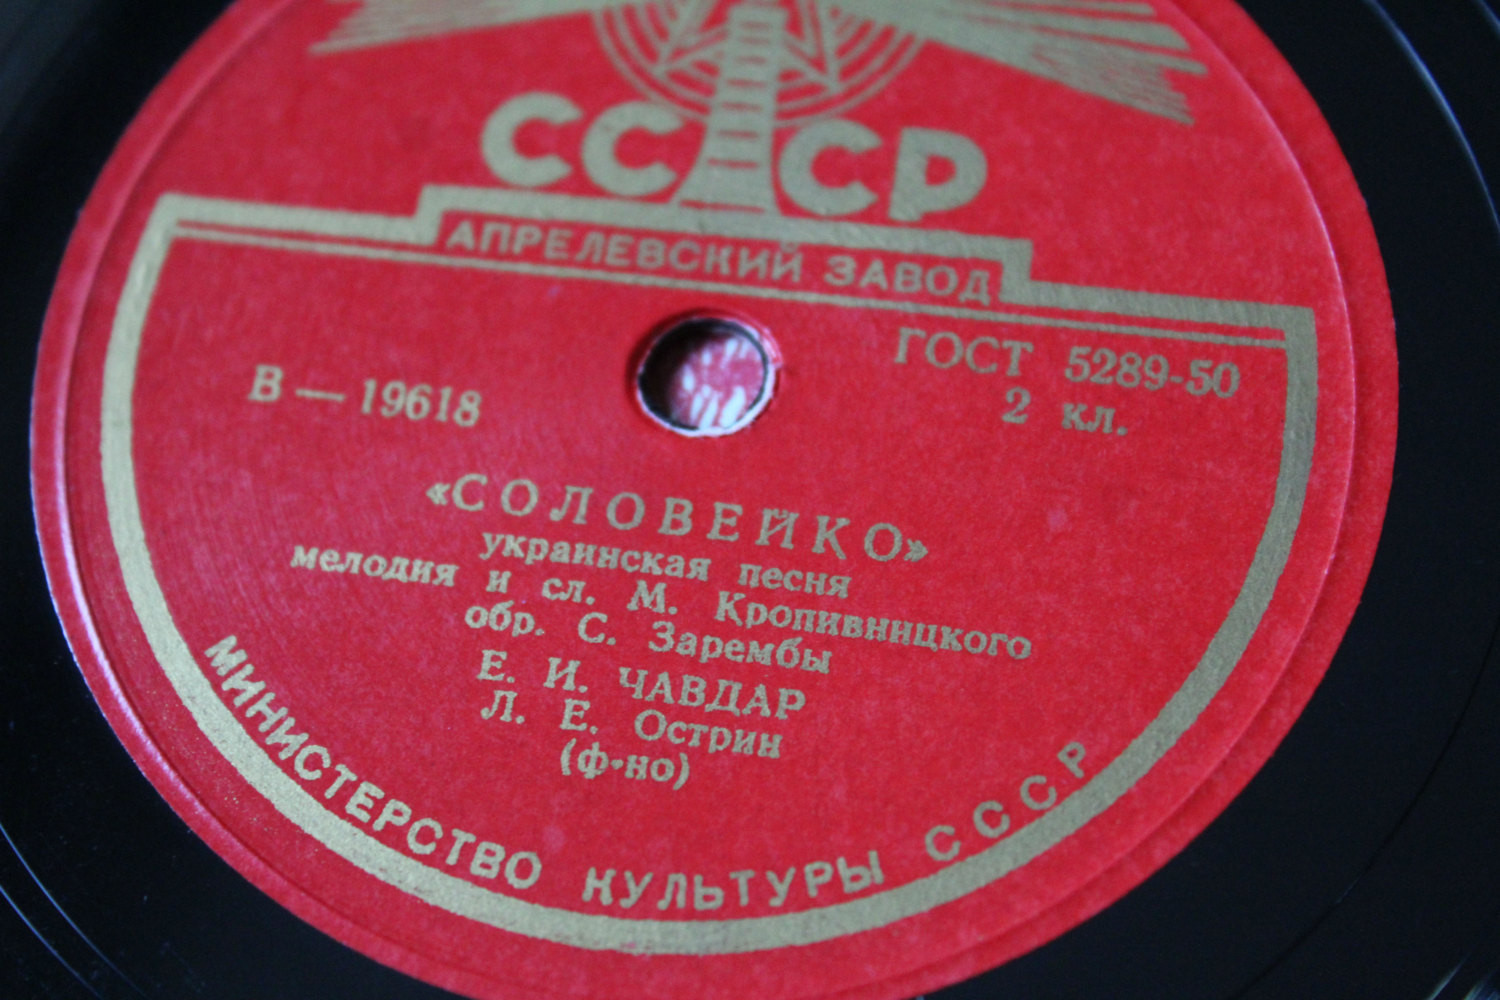 СССР
АПРЕЛЕВСКИЙ ЗАВОД
ГОСТ 5289-50
В — 19618
2 кл.
«СОЛОВЕЙКО»
украинская песня
мелодия и сл. М. Кропивницкого
обр. С. Зарембы
Е. И. ЧАВДАР
Л. Е. Острин
(ф-но)
МИНИСТЕРСТВО КУЛЬТУРЫ СССР